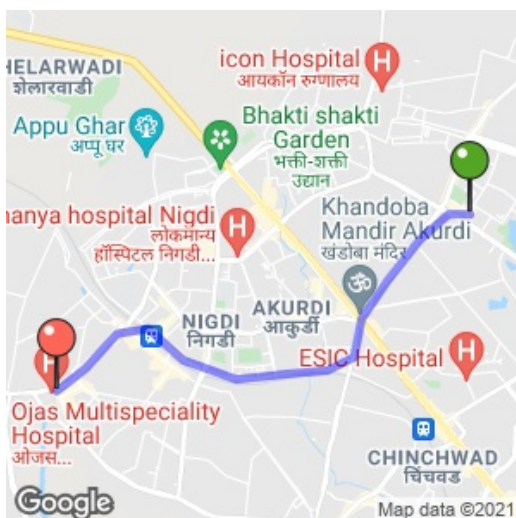 icon Hospital
आयकॉन रुग्णालय
HELARWADI
शेलारवाडी
Appu Ghar
अप्पू घर
Bhakti shakti
Garden
भक्ती-शक्ती
उद्यान
Khandoba
Mandir Akurdi
खंडोबा मंदिर
anya hospital Nigdi
लोकमान्य
हॉस्पिटल निगडी...
NIGDI
निगडी
AKURDI
आकुर्डी
ESIC Hospital
Ojas Multispeciality
Hospital
ओजस...
CHINCHWAD
चिंचवड
Google
Map data ©2021